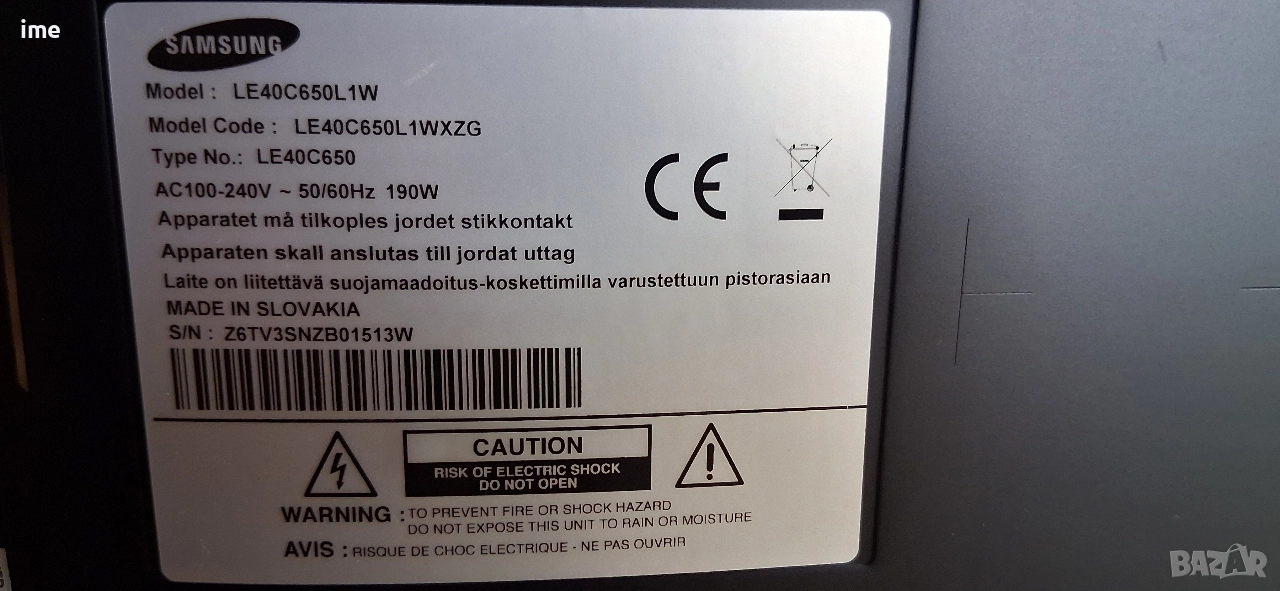 ime
SAMSUNG
Model : LE40C650L1W
Model Code : LE40C650L1WXZG
Type No.: LE40C650
AC100-240V ~ 50/60Hz 190W
Apparatet må tilkoples jordet stikkontakt
Apparaten skall anslutas till jordat uttag
Laite on liitettävä suojamaadoitus-koskettimilla varustettuun pistorasiaan
MADE IN SLOVAKIA
S/N : Z6TV3SNZB01513W
CE
CAUTION
RISK OF ELECTRIC SHOCK
DO NOT OPEN
WARNING : TO PREVENT FIRE OR SHOCK HAZARD
DO NOT EXPOSE THIS UNIT TO RAIN OR MOISTURE
AVIS : RISQUE DE CHOC ELECTRIQUE - NE PAS OUVRIR
BAZAR